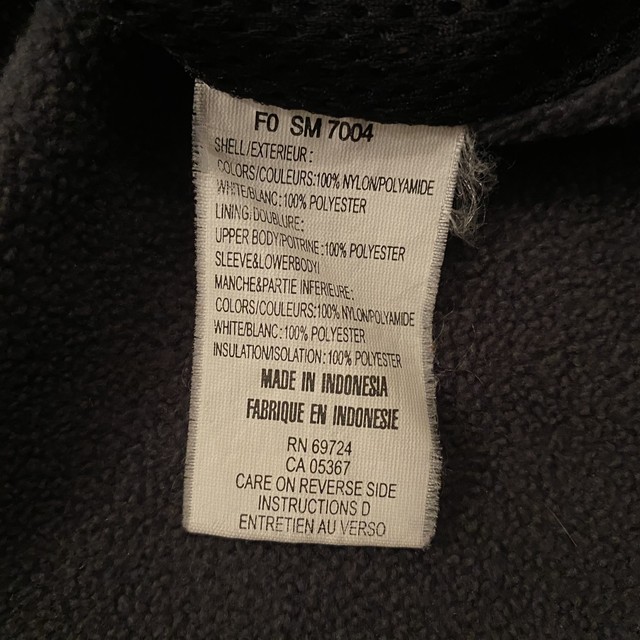 F0 SM 7004
SHELL/EXTERIEUR:
COLORS/COULEURS:100% NYLON/POLYAMIDE
WHITE/BLANC:100% POLYESTER
LINING/DOUBLURE:
UPPER BODY/POITRINE:100% POLYESTER
SLEEVE&LOWERBODY/
MANCHE&PARTIE INFERIEURE:
COLORS/COULEURS:100% NYLON/POLYAMIDE
WHITE/BLANC:100% POLYESTER
INSULATION/ISOLATION:100% POLYESTER
MADE IN INDONESIA
FABRIQUE EN INDONESIE
RN 69724
CA 05367
CARE ON REVERSE SIDE
INSTRUCTIONS D
ENTRETIEN AU VERSO